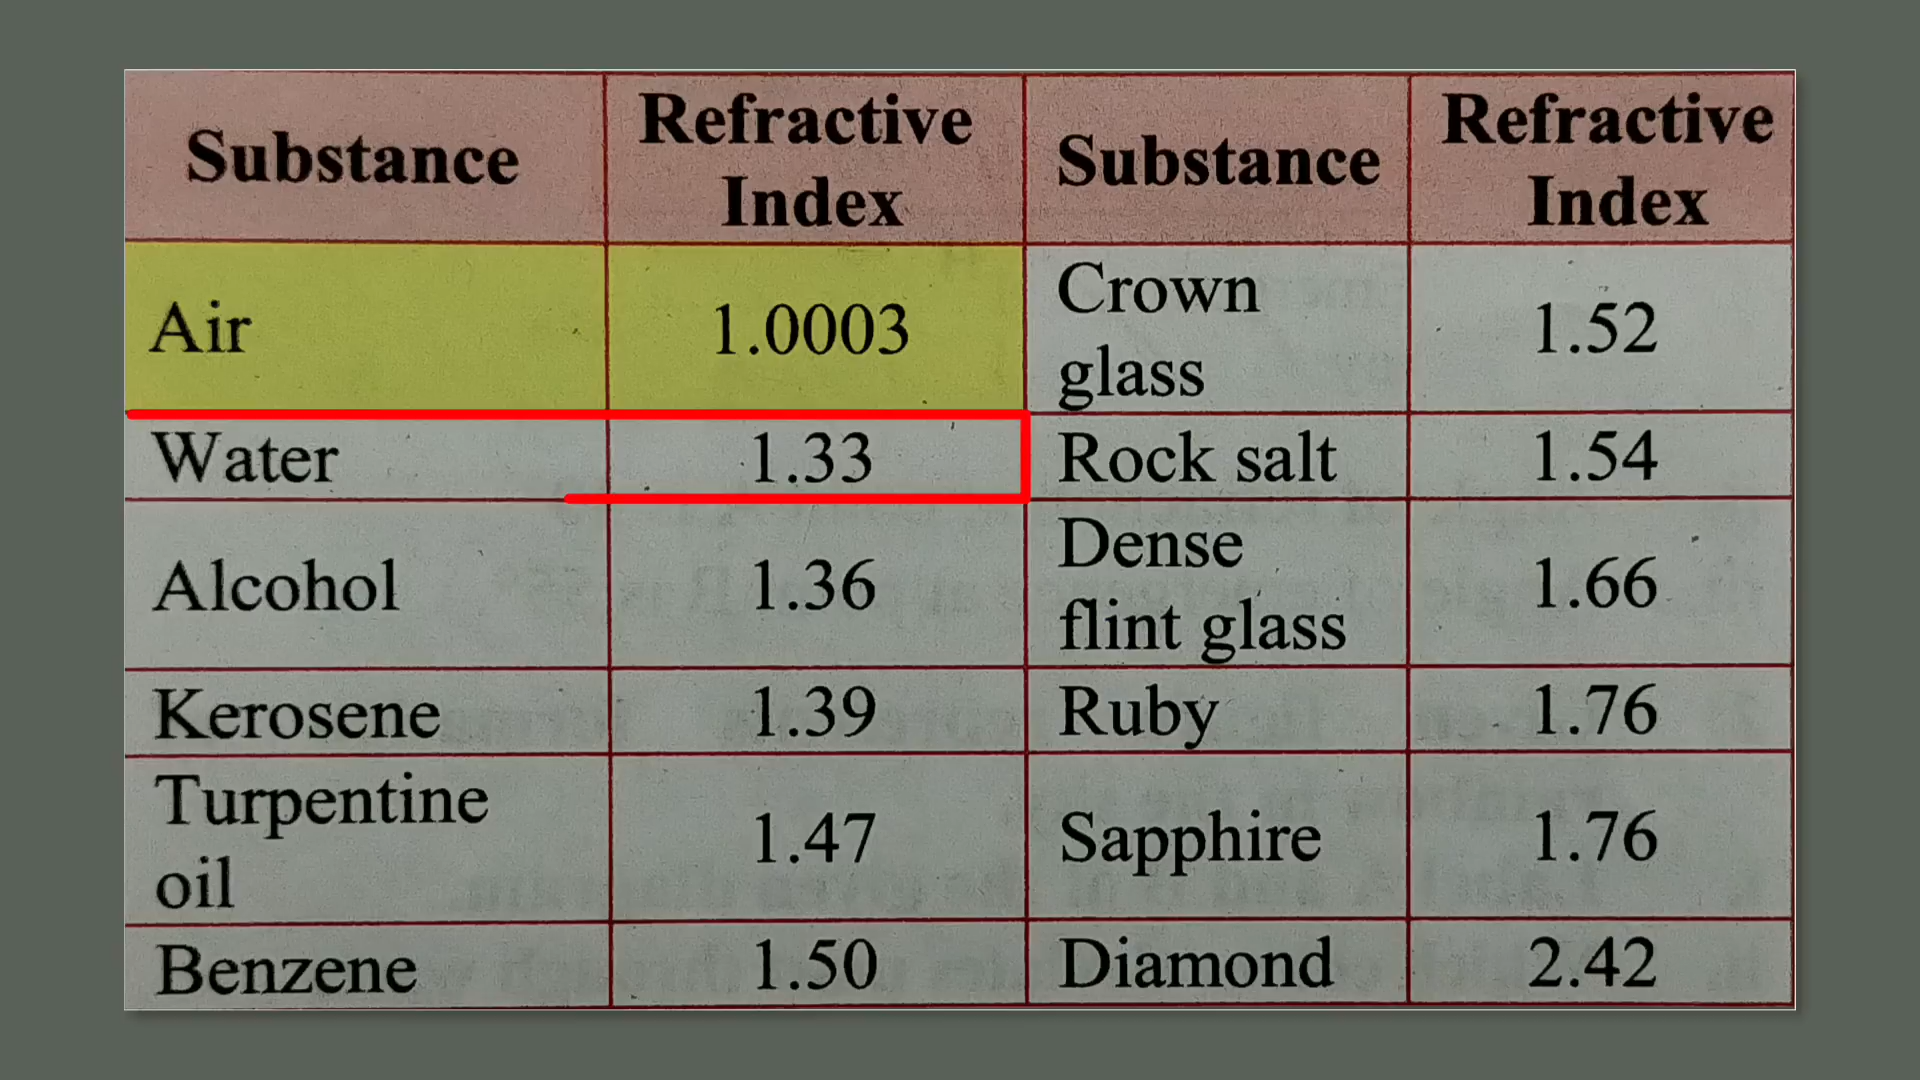 Substance Refractive Index Substance Refractive Index
Air 1.0003 Crown glass 1.52
Water 1.33 Rock salt 1.54
Alcohol 1.36 Dense flint glass 1.66
Kerosene 1.39 Ruby 1.76
Turpentine oil 1.47 Sapphire 1.76
Benzene 1.50 Diamond 2.42